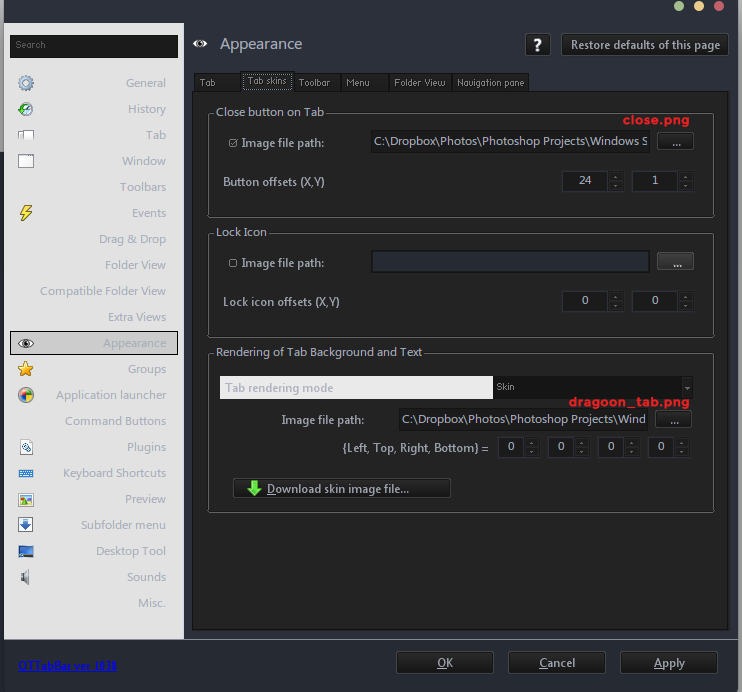 Search
General
History
Tab
Window
Toolbars
Events
Drag & Drop
Folder View
Compatible Folder View
Extra Views
Appearance
Groups
Application launcher
Command Buttons
Plugins
Keyboard Shortcuts
Preview
Subfolder menu
Desktop Tool
Sounds
Misc.
QTTabBar ver 1038
Appearance
? Restore defaults of this page
Tab Tab skins Toolbar Menu Folder View Navigation pane
Close button on Tab
close.png
Image file path: C:\Dropbox\Photos\Photoshop Projects\Windows S ...
Button offsets (X,Y) 24 1
Lock Icon
Image file path: ...
Lock icon offsets (X,Y) 0 0
Rendering of Tab Background and Text
Tab rendering mode Skin
dragoon_tab.png
Image file path: C:\Dropbox\Photos\Photoshop Projects\Wind ...
{Left, Top, Right, Bottom} = 0 0 0 0
Download skin image file...
OK Cancel Apply